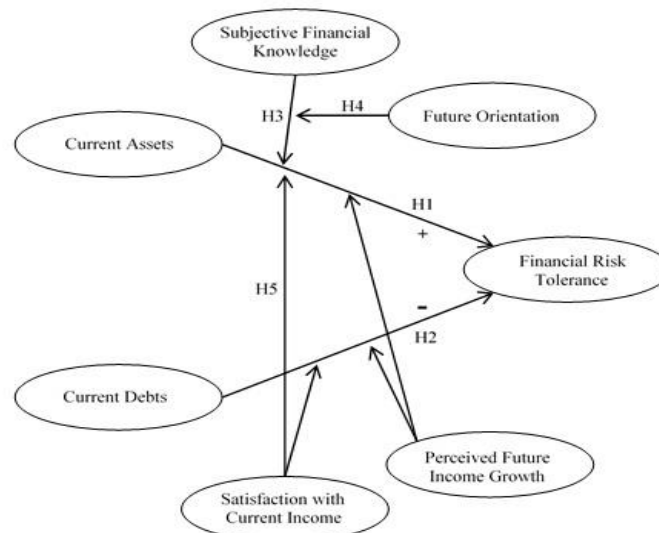 Subjective Financial
Knowledge
H3
H4
Future Orientation
Current Assets
H1
+
Financial Risk
Tolerance
H5
-
H2
Current Debts
Perceived Future
Income Growth
Satisfaction with
Current Income